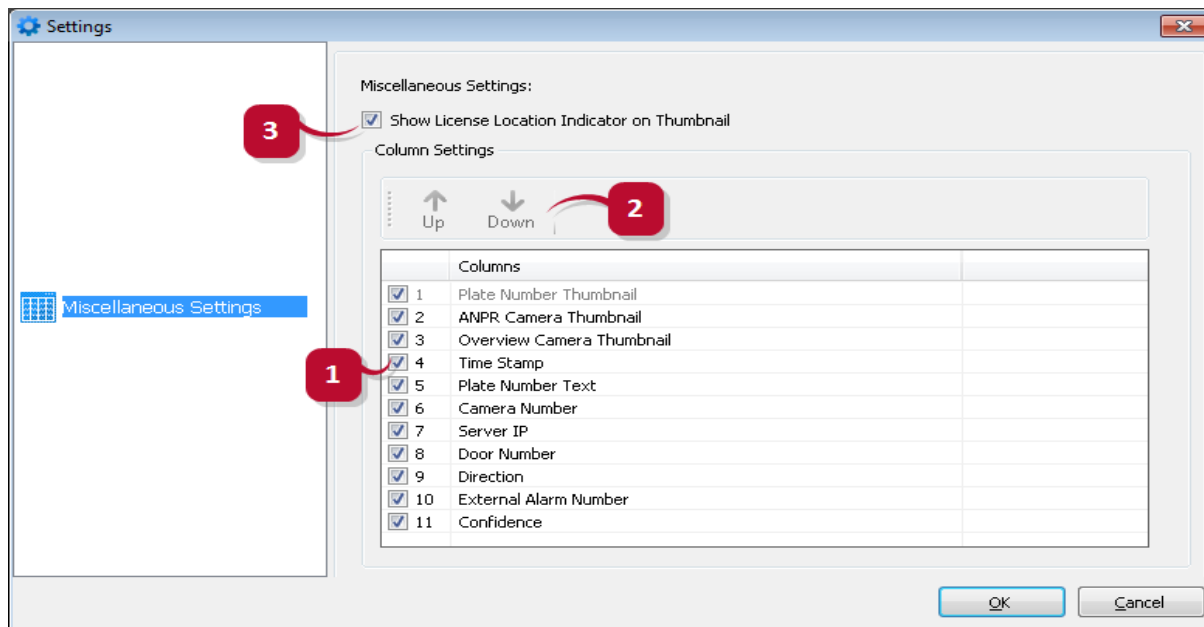 Settings
Miscellaneous Settings:
3
Show License Location Indicator on Thumbnail
Column Settings
Up
Down
2
Columns
1 Plate Number Thumbnail
2 ANPR Camera Thumbnail
Miscellaneous Settings
3 Overview Camera Thumbnail
1
4 Time Stamp
5 Plate Number Text
6 Camera Number
7 Server IP
8 Door Number
9 Direction
10 External Alarm Number
11 Confidence
OK
Cancel